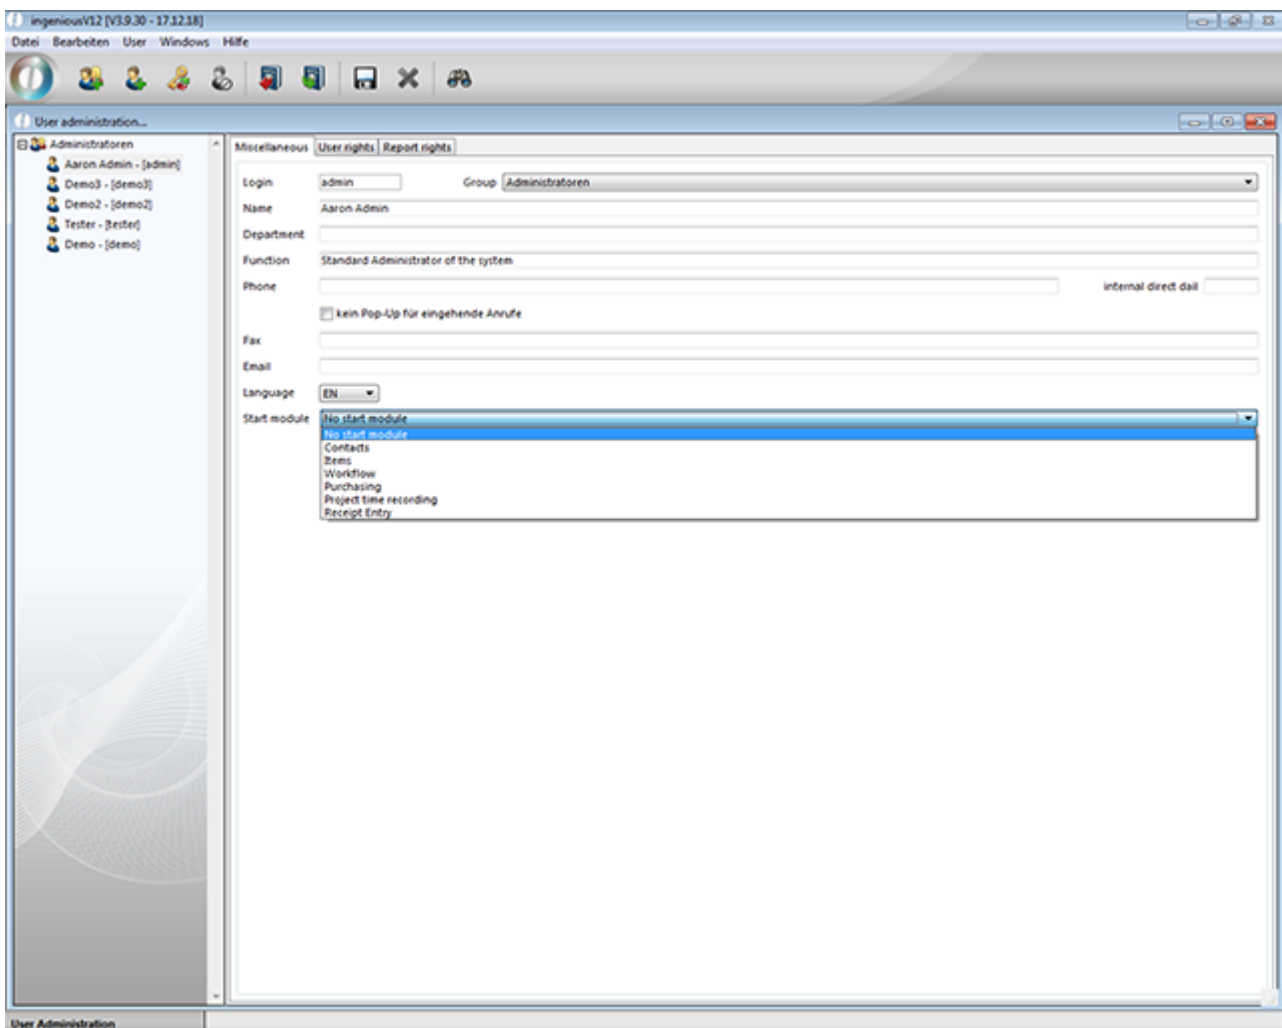 ingeniousV12 [V3.9.30 - 17.12.18]
Datei Bearbeiten User Windows Hilfe
User administration...
Administratoren
Aaron Admin - [admin]
Demo3 - [demo3]
Demo2 - [demo2]
Tester - [tester]
Demo - [demo]
Miscellaneous User rights Report rights
Login admin Group Administratoren
Name Aaron Admin
Department
Function Standard Administrator of the system
Phone internal direct dail
kein Pop-Up für eingehende Anrufe
Fax
Email
Language EN
Start module No start module
No start module
Contacts
Items
Workflow
Purchasing
Project time recording
Receipt Entry
User Administration